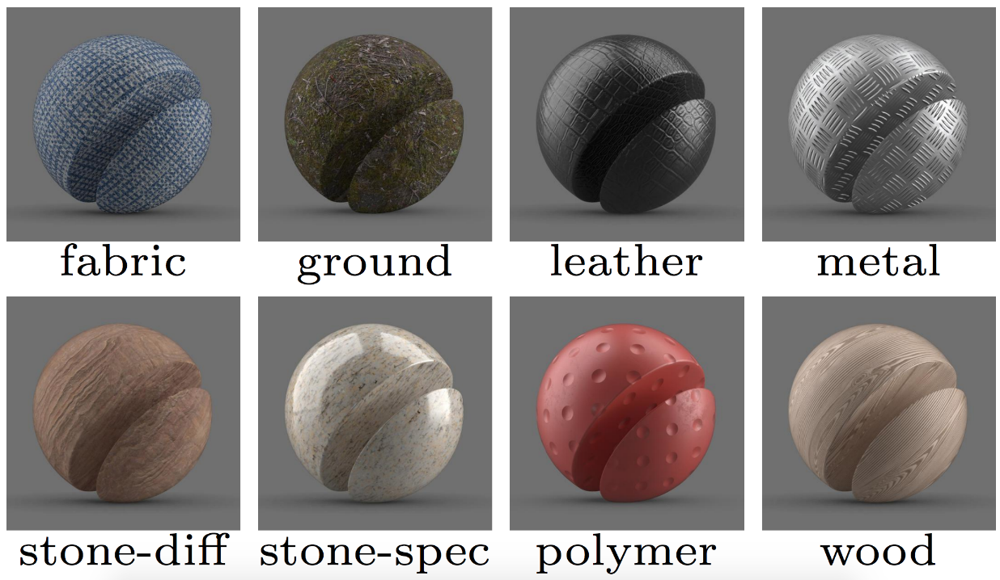 fabric ground leather metal
stone-diff stone-spec polymer wood